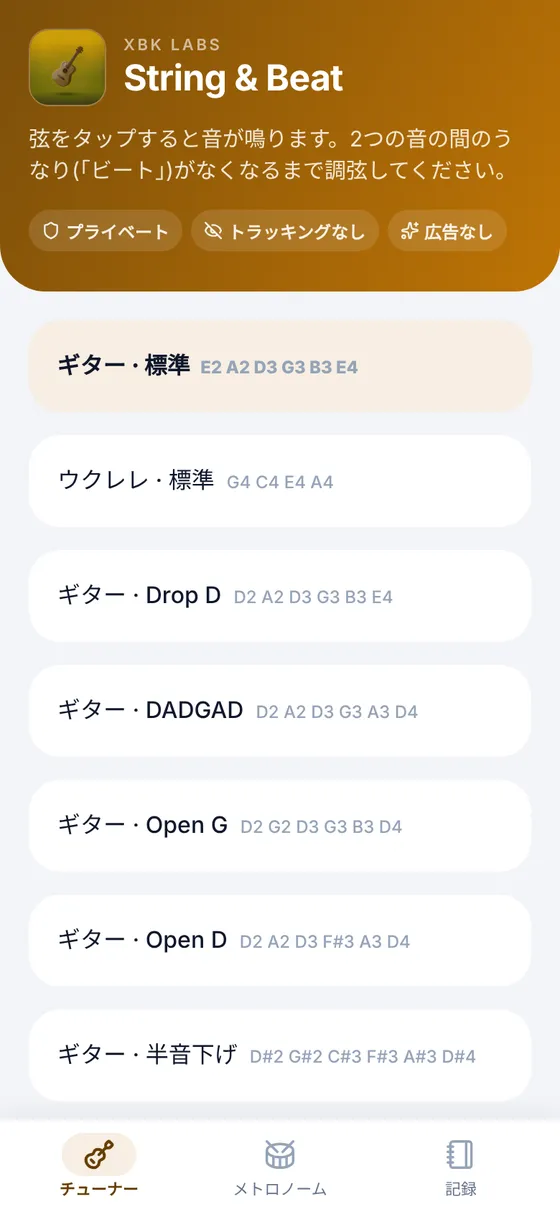 XBK LABS
String & Beat
弦をタップすると音が鳴ります。2つの音の間のう
なり(「ビート」)がなくなるまで調弦してください。
プライベート トラッキングなし 広告なし
ギター · 標準 E2 A2 D3 G3 B3 E4
ウクレレ · 標準 G4 C4 E4 A4
ギター · Drop D D2 A2 D3 G3 B3 E4
ギター · DADGAD D2 A2 D3 G3 A3 D4
ギター · Open G D2 G2 D3 G3 B3 D4
ギター · Open D D2 A2 D3 F#3 A3 D4
ギター · 半音下げ D#2 G#2 C#3 F#3 A#3 D#4
チューナー メトロノーム 記録